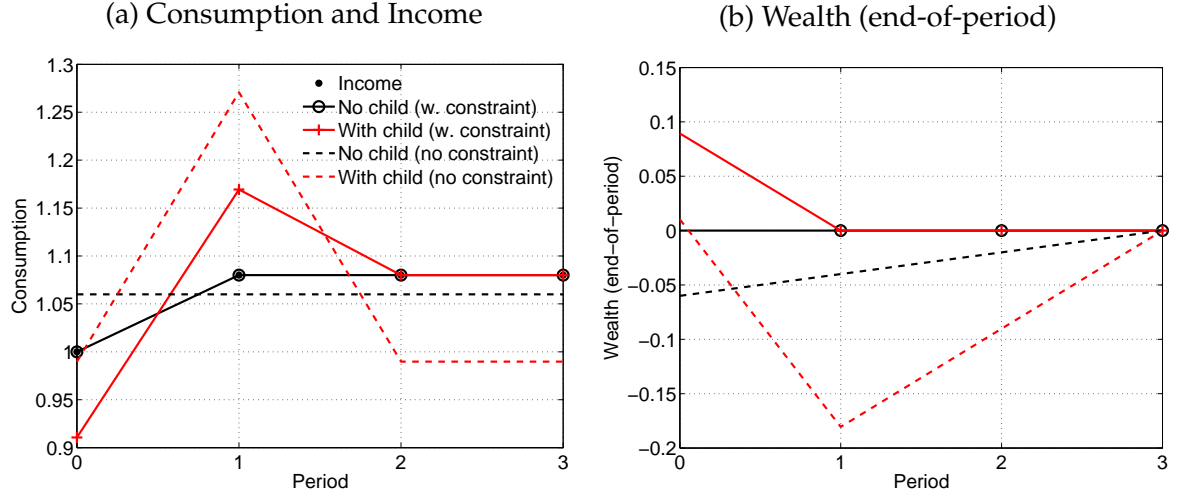 (a) Consumption and Income
1.3
1.25
1.2
1.15
1.1
1.05
1
0.95
0.9
Consumption
Income
No child (w. constraint)
With child (w. constraint)
No child (no constraint)
With child (no constraint)
0 1 2 3
Period
(b) Wealth (end-of-period)
0.15
0.1
0.05
0
−0.05
−0.1
−0.15
−0.2
Wealth (end−of−period)
0 1 2 3
Period